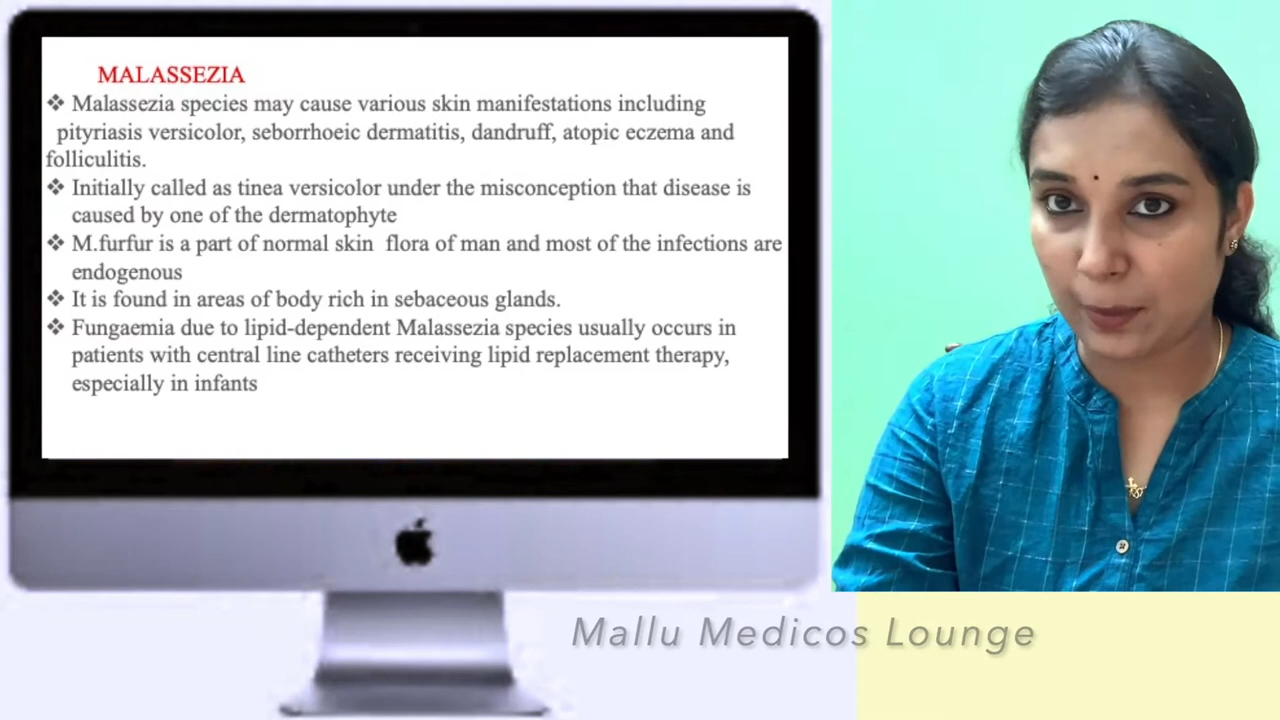 MALASSEZIA
❖ Malassezia species may cause various skin manifestations including
pityriasis versicolor, seborrhoeic dermatitis, dandruff, atopic eczema and
folliculitis.
❖ Initially called as tinea versicolor under the misconception that disease is
caused by one of the dermatophyte
❖ M.furfur is a part of normal skin flora of man and most of the infections are
endogenous
❖ It is found in areas of body rich in sebaceous glands.
❖ Fungaemia due to lipid-dependent Malassezia species usually occurs in
patients with central line catheters receiving lipid replacement therapy,
especially in infants
Mallu Medicos Lounge